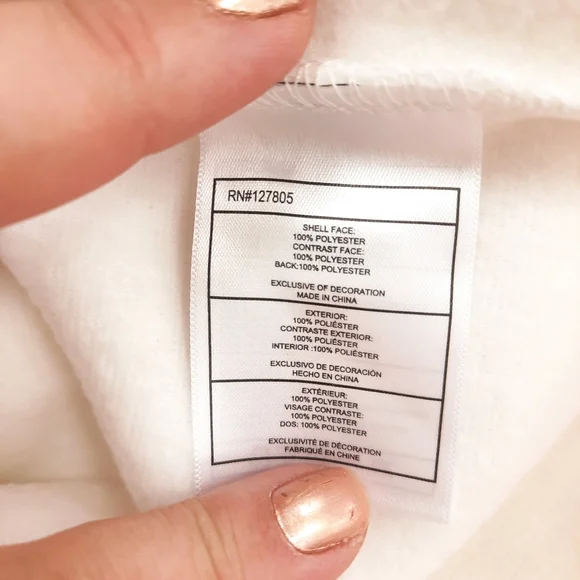 RN#127805
SHELL FACE:
100% POLYESTER
CONTRAST FACE:
100% POLYESTER
BACK:100% POLYESTER
EXCLUSIVE OF DECORATION
MADE IN CHINA
EXTERIOR:
100% POLIÉSTER
CONTRASTE EXTERIOR:
100% POLIÉSTER
INTERIOR :100% POLIÉSTER
EXCLUSIVO DE DECORACIÓN
HECHO EN CHINA
EXTÉRIEUR:
100% POLYESTER
VISAGE CONTRASTE:
100% POLYESTER
DOS: 100% POLYESTER
EXCLUSIVITÉ DE DÉCORATION
FABRIQUÉ EN CHINE